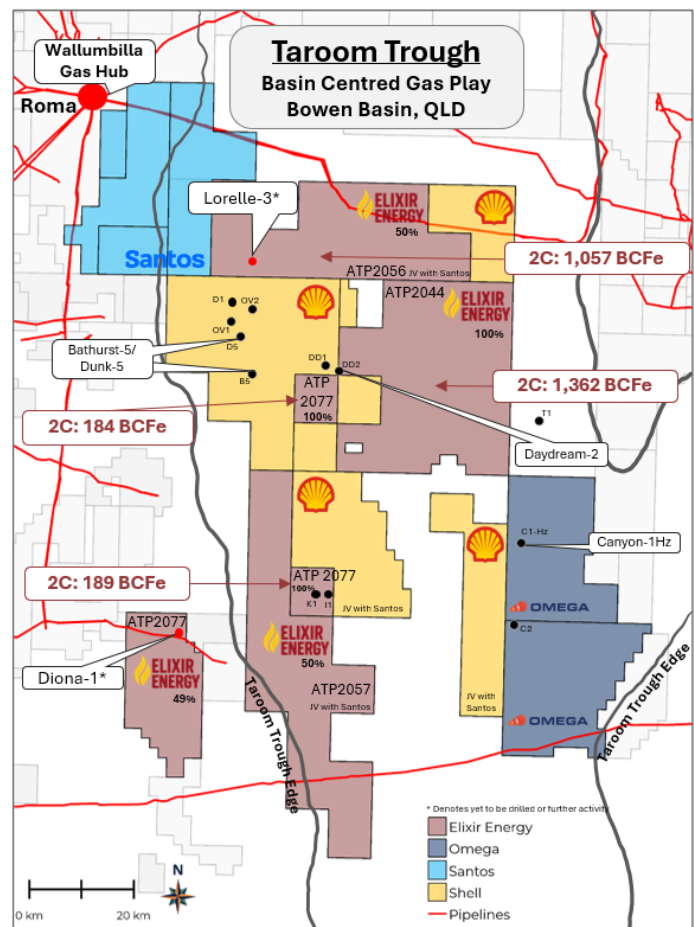 Taroom Trough
Basin Centred Gas Play
Bowen Basin, QLD
Wallumbilla
Gas Hub
Roma
Lorelle-3*
Santos
ELIXIR
ENERGY
50%
2C: 1,057 BCFe
ATP2056 JV with Santos
ATP2044
ELIXIR
ENERGY
100%
D1
OV2
OV1
D5
Bathurst-5/
Dunk-5
B5
DD1
DD2
ATP
2077
100%
2C: 1,362 BCFe
2C: 184 BCFe
T1
Daydream-2
C1-Hz
Canyon-1Hz
2C: 189 BCFe
ATP 2077
100%
K1
I1
JV with Santos
OMEGA
C2
ATP2077
Diona-1*
ELIXIR
ENERGY
49%
ELIXIR
ENERGY
50%
ATP2057
JV with Santos
JV with
Santos
OMEGA
Taroom Trough Edge
Taroom Trough Edge
* Denotes yet to be drilled or further activity
Elixir Energy
Omega
Santos
Shell
Pipelines
N
0 km
20 km